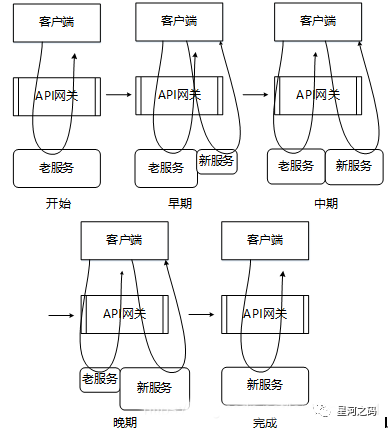 客户端
API网关
老服务
开始
客户端
API网关
老服务
新服务
早期
客户端
API网关
老服务
新服务
中期
客户端
API网关
老服务
新服务
晚期
客户端
API网关
新服务
完成
星河之码